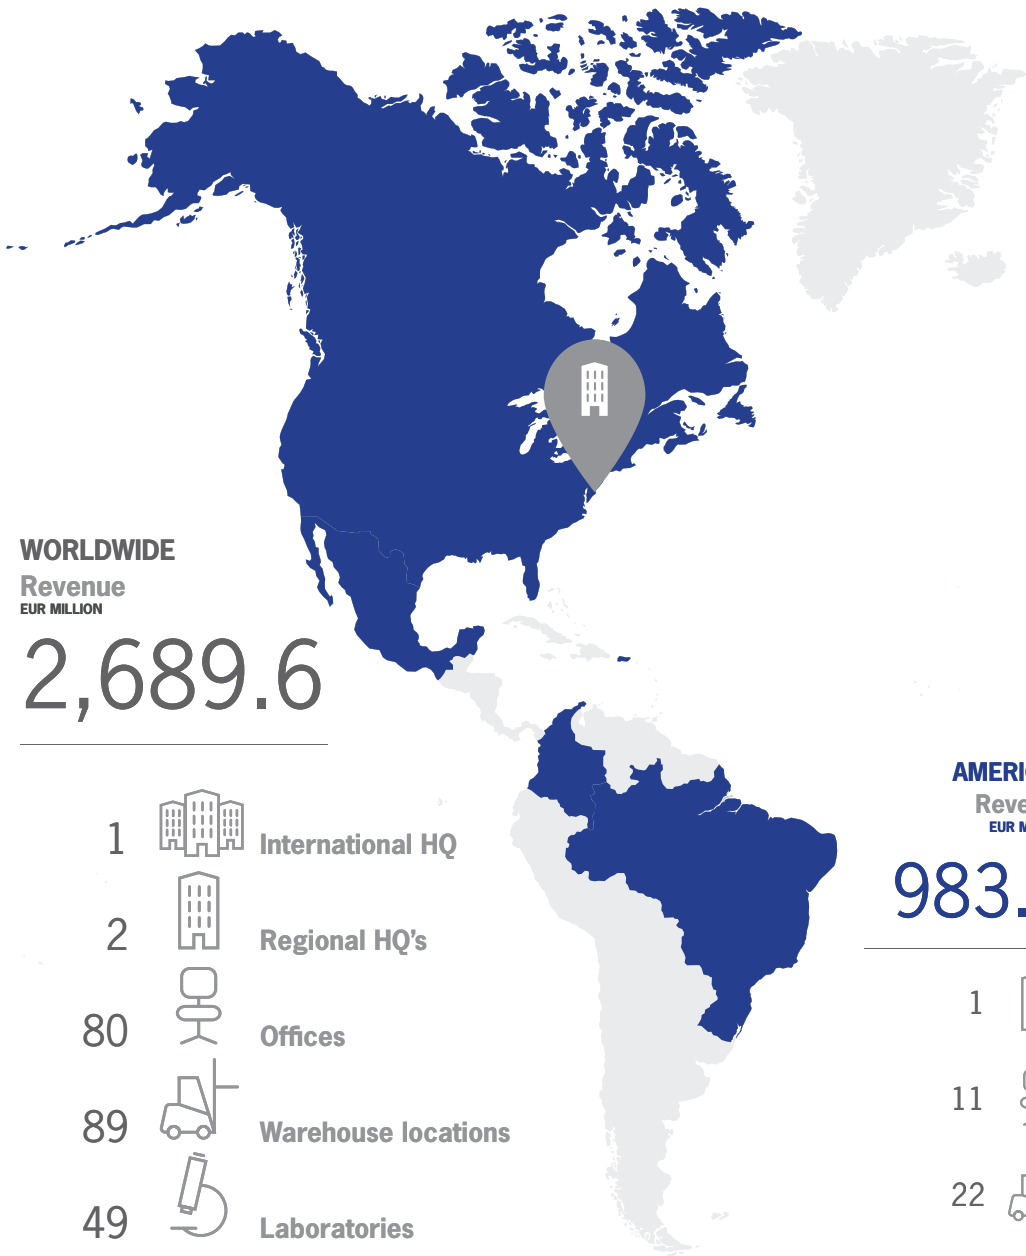 WORLDWIDE
Revenue
EUR MILLION
2,689.6
1 International HQ
2 Regional HQ's
80 Offices
89 Warehouse locations
49 Laboratories
983.
1
11
22